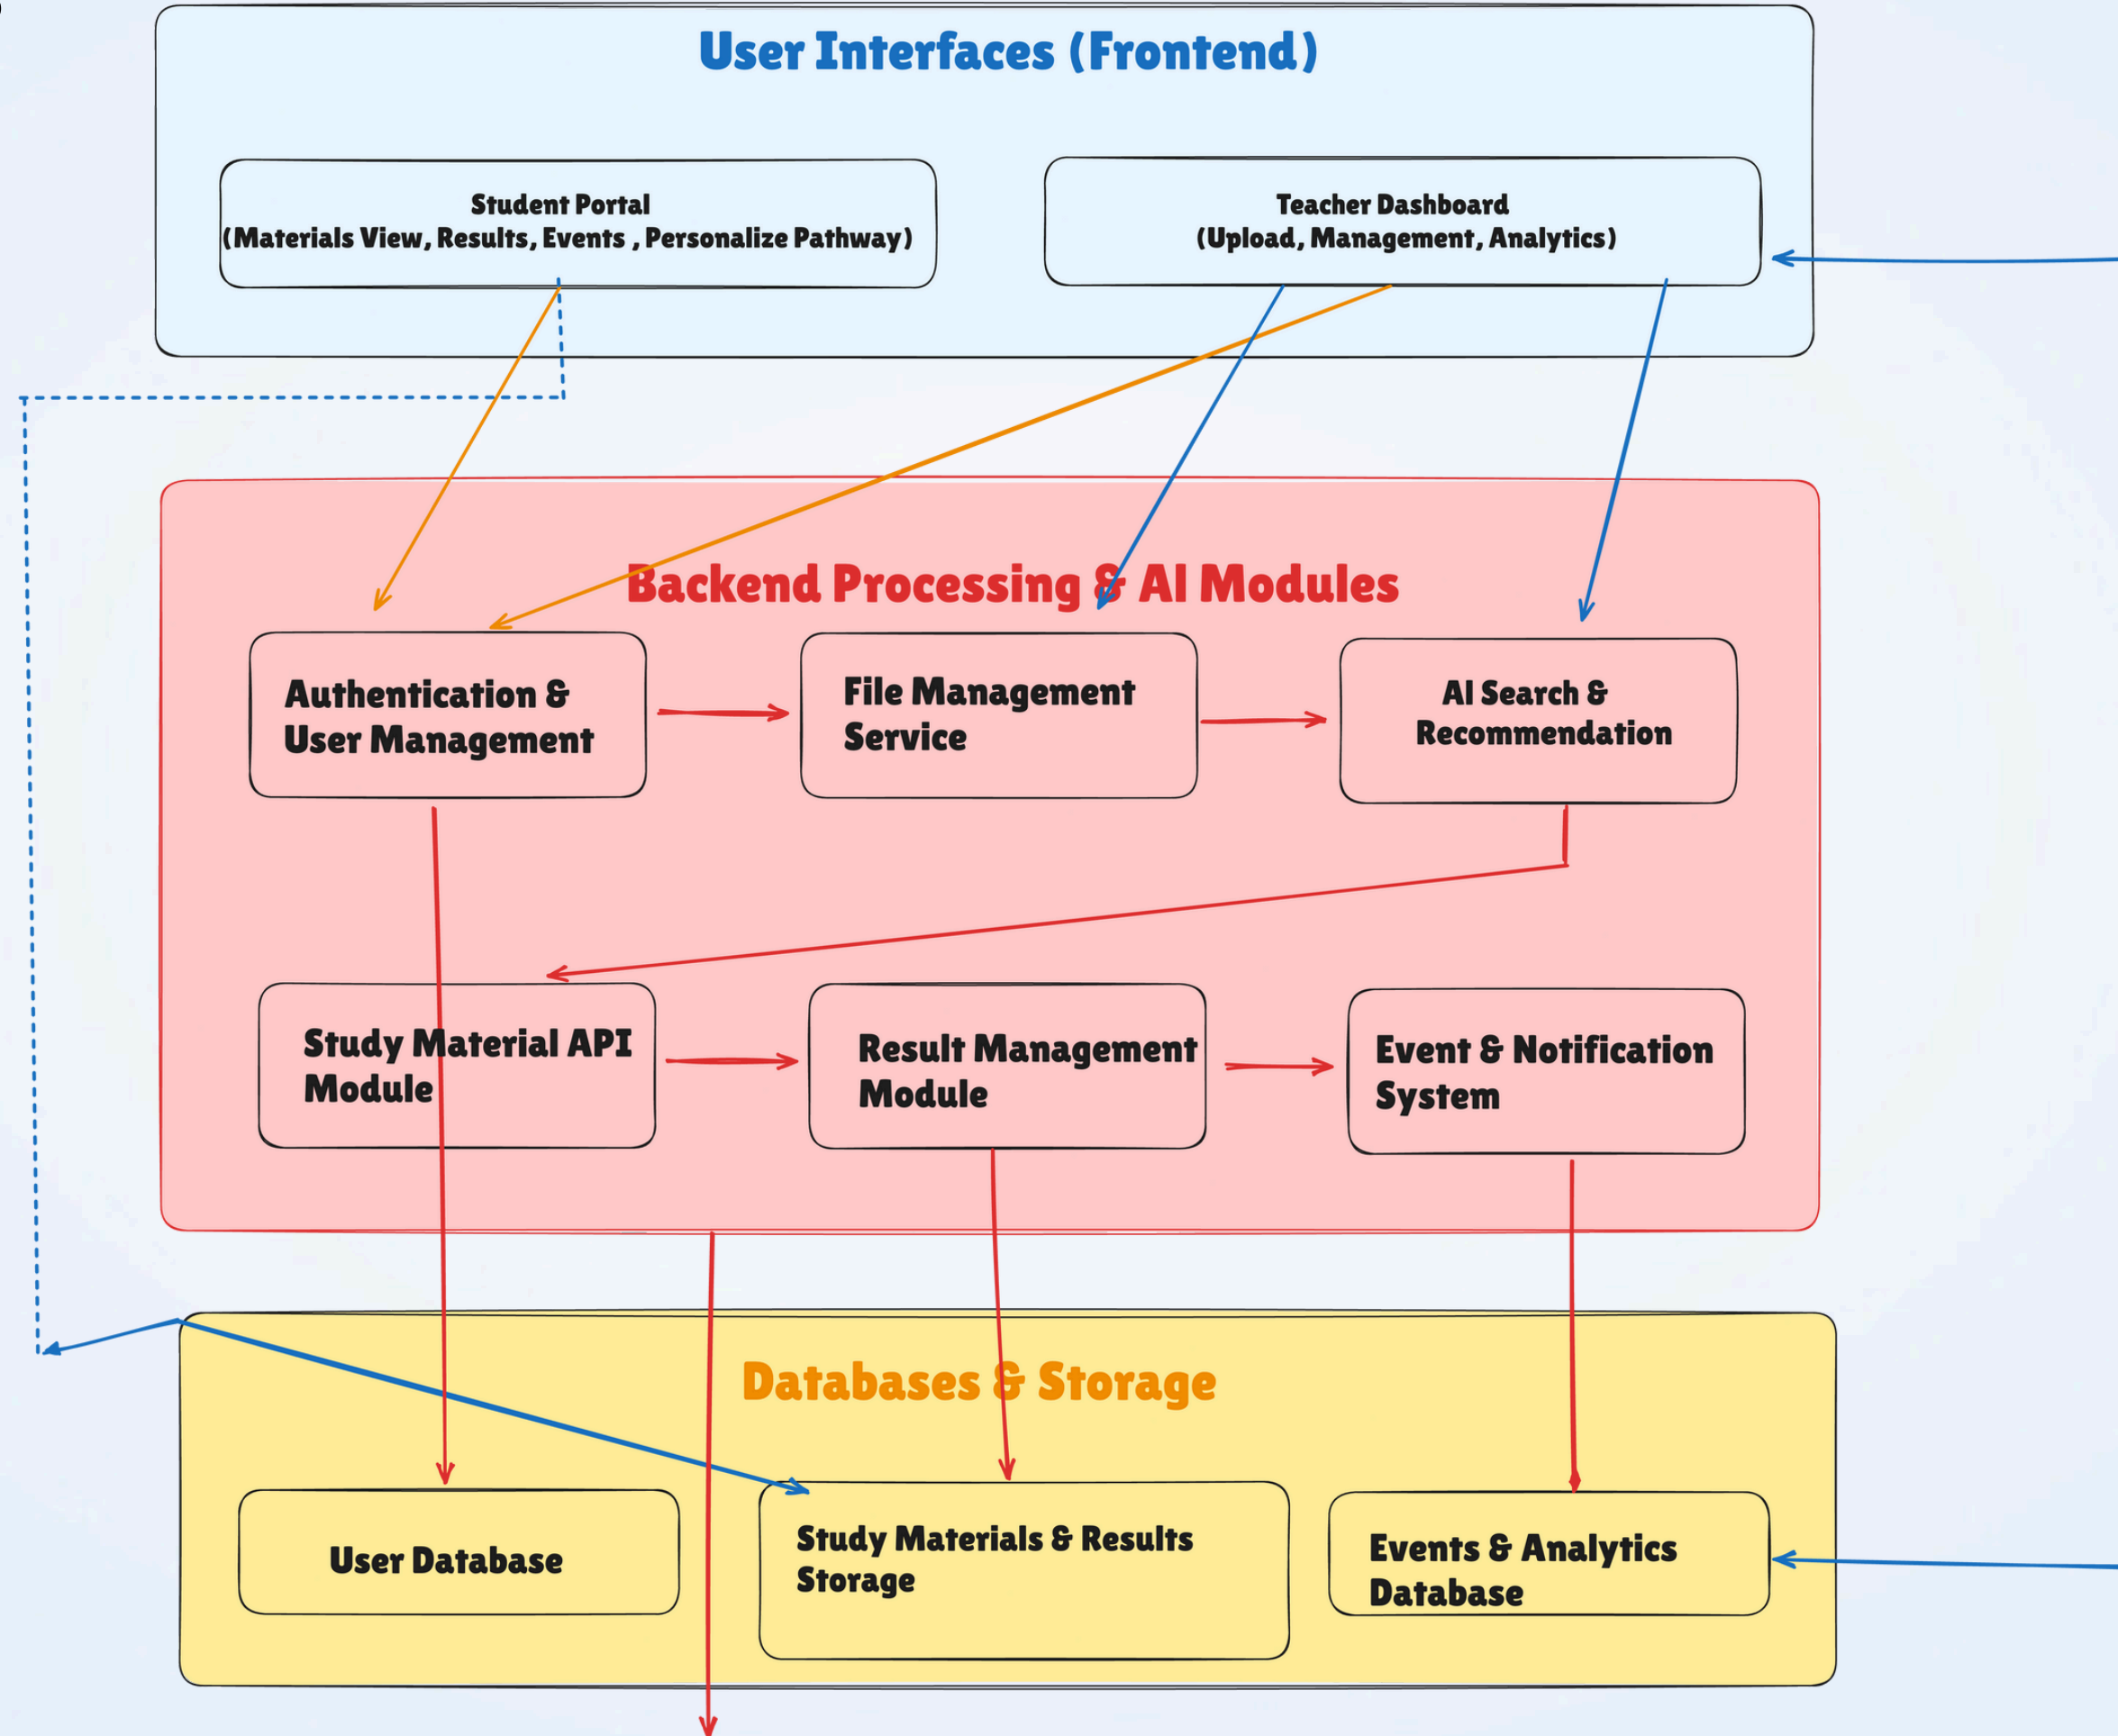 User Interfaces (Frontend)
Student Portal
(Materials View, Results, Events , Personalize Pathway)
Teacher Dashboard
(Upload, Management, Analytics)
Backend Processing & AI Modules
Authentication &
User Management
File Management
Service
AI Search &
Recommendation
Study Material API
Module
Result Management
Module
Event & Notification
System
Databases & Storage
User Database
Study Materials & Results
Storage
Events & Analytics
Database